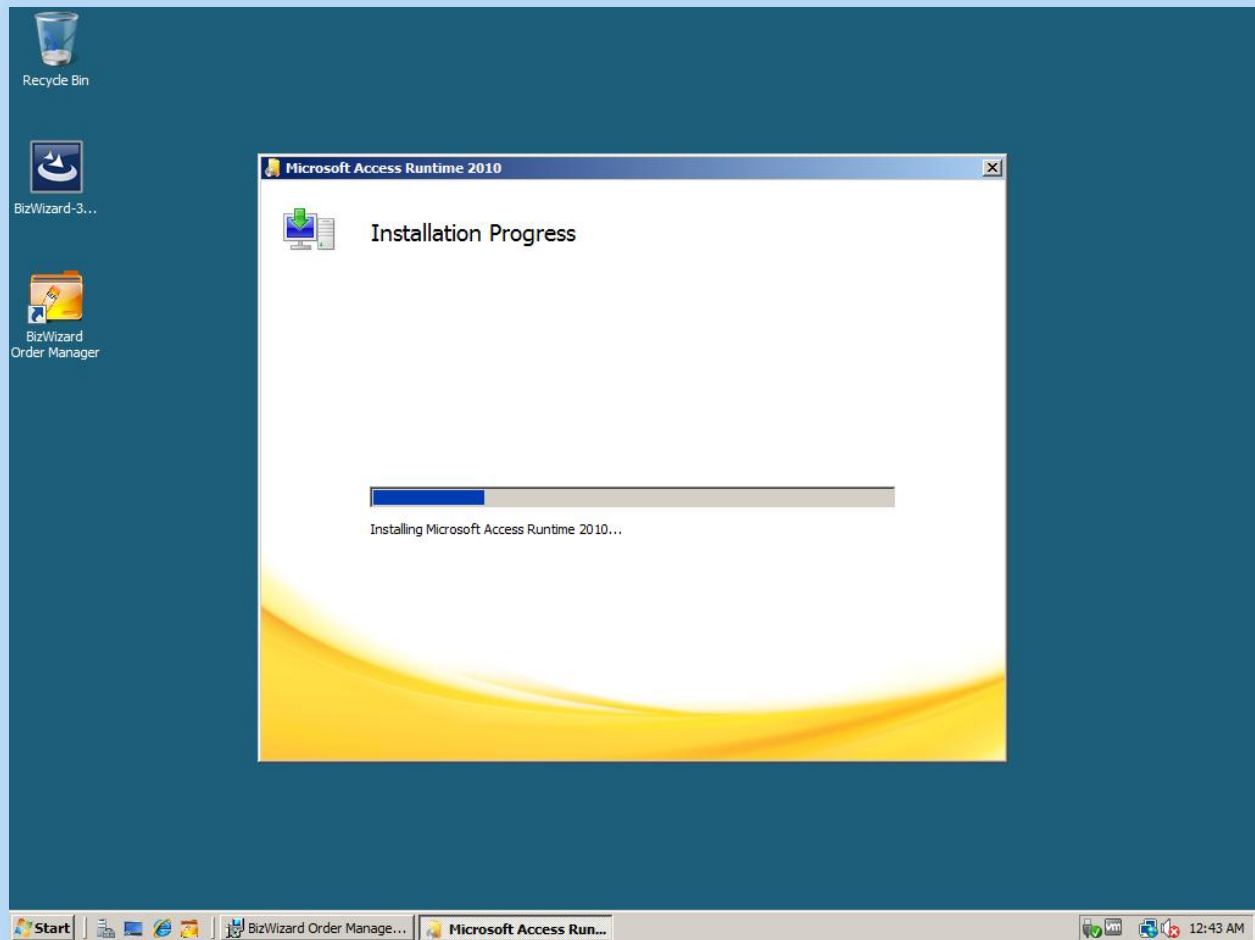 Recycle Bin
BizWizard-3...
BizWizard
Order Manager
Microsoft Access Runtime 2010
Installation Progress
Installing Microsoft Access Runtime 2010...
Start
BizWizard Order Manage...
Microsoft Access Run...
vm
12:43 AM